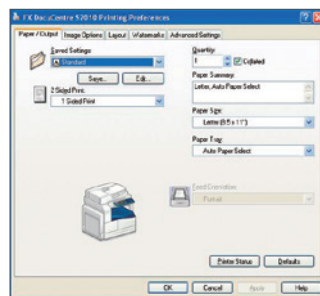 FX DocuCentre S2010 Printing Preferences
Paper / Output Image Options Layout Watermarks Advanced Settings
Saved Settings:
Standard
Save... Edit...
2 Sided Print:
1 Sided Print
Quantity:
1 Collated
Paper Summary:
Letter, Auto Paper Select
Paper Size:
Letter (8.5 x 11")
Paper Tray:
Auto Paper Select
Feed Orientation:
Portrait
Printer Status Defaults
OK Cancel Apply Help